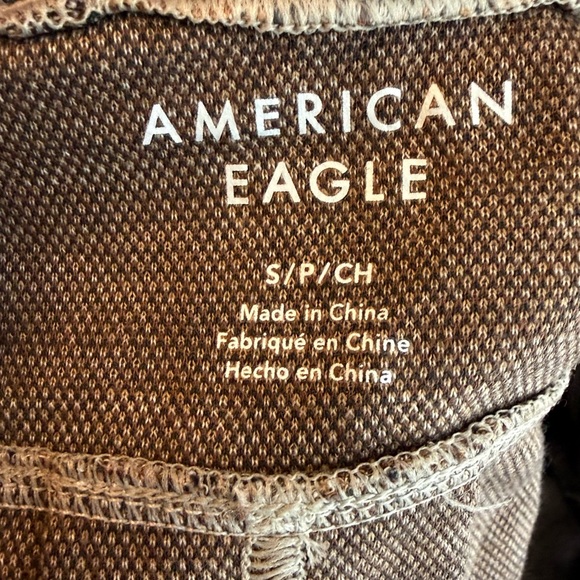 AMERICAN
EAGLE
S/P/CH
Made in China
Fabriqué en Chine
Hecho en China